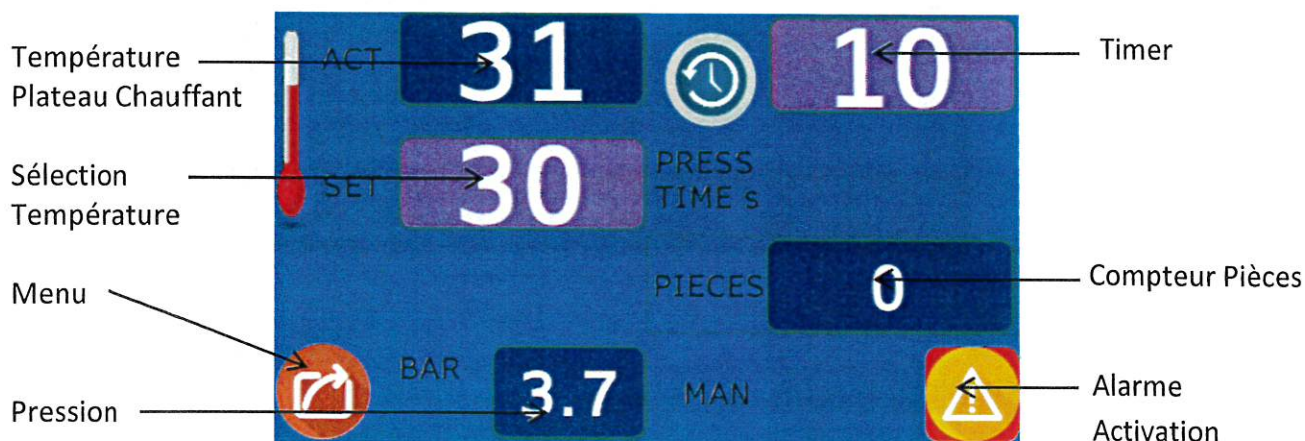 Température
Plateau Chauffant
ACT
31
10
Timer
Sélection
Température
SET
30
PRESS
TIME s
Menu
PIECES
0
Compteur Pièces
Pression
BAR
3.7
MAN
Alarme
Activation